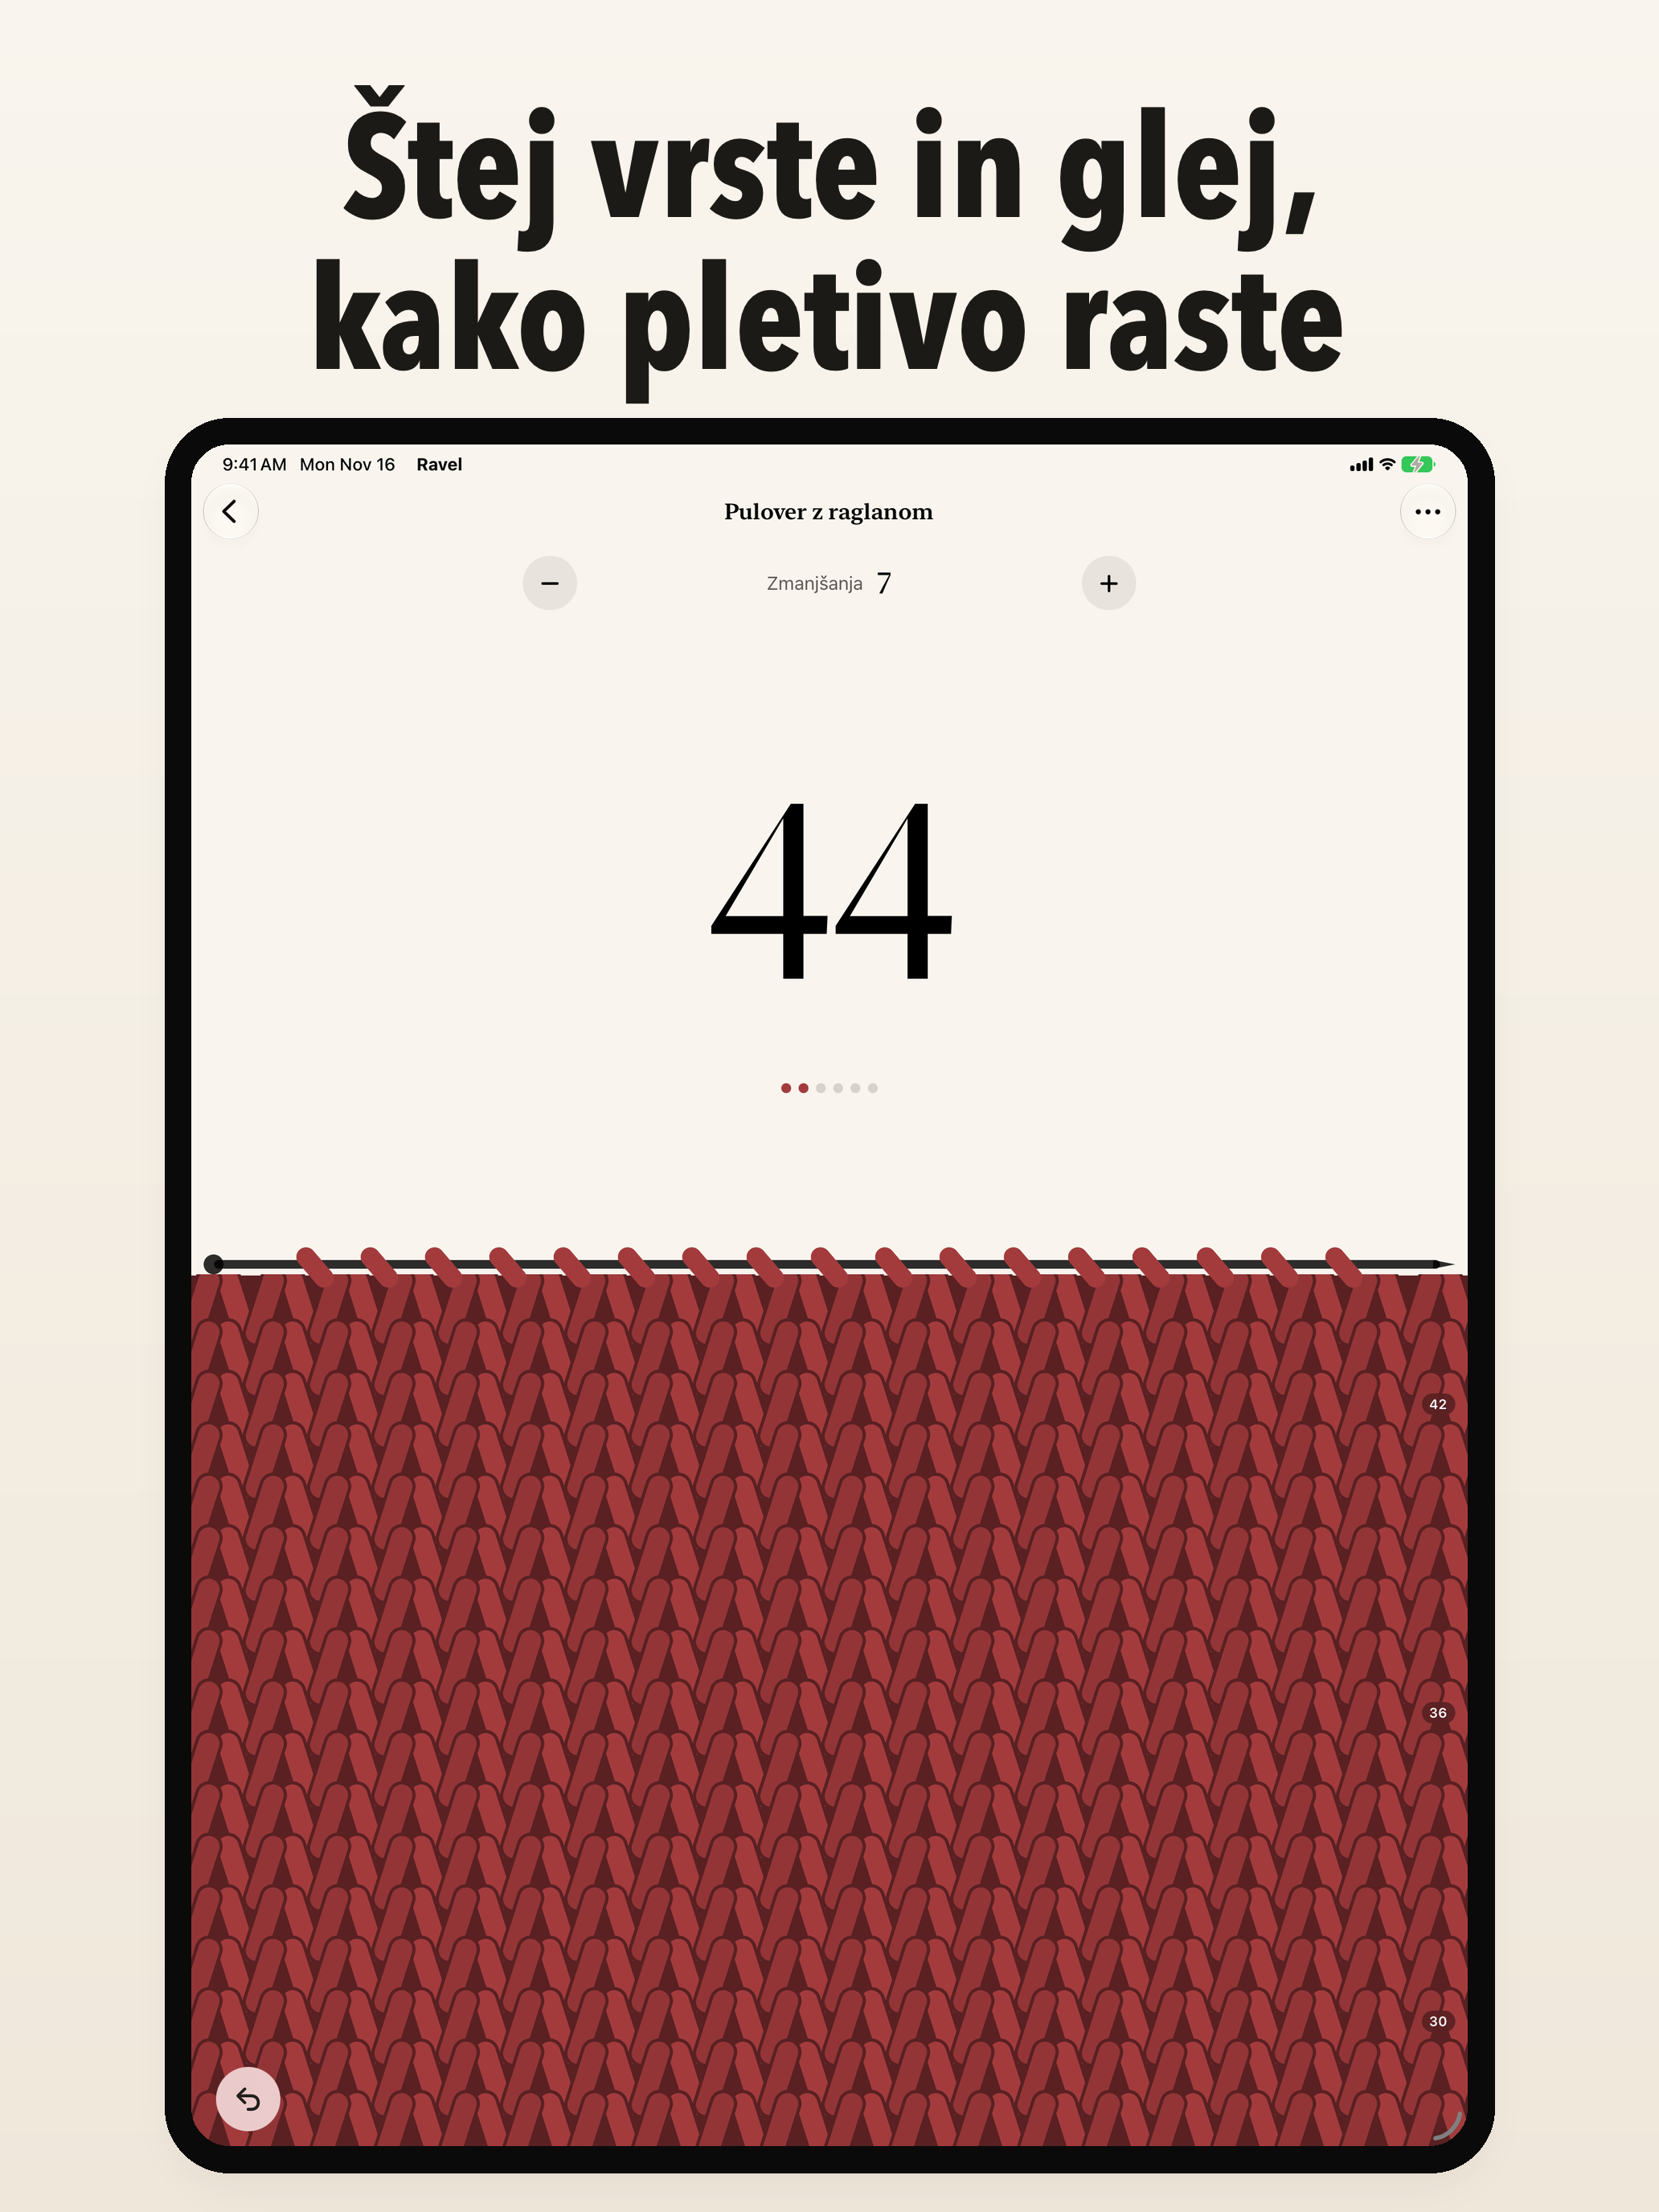 Štej vrste in glej,
kako pletivo raste
9:41 AM Mon Nov 16 Ravel
Pulover z raglanom
Zmanjšanja 7
44
42
36
30